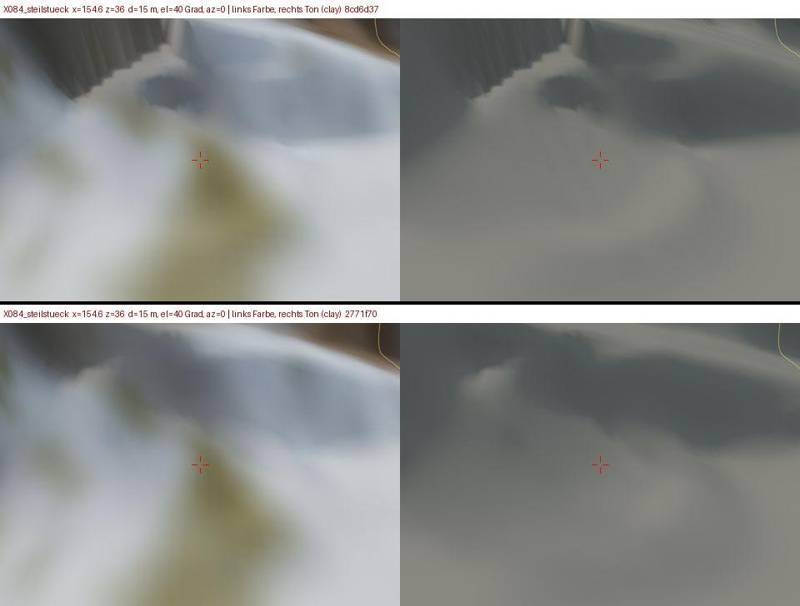 X084_steilstueck x=154.6 z=36 d=15 m, el=40 Grad, az=0 | links Farbe, rechts Ton (clay) 8cd6d37
X084_steilstueck x=154.6 z=36 d=15 m, el=40 Grad, az=0 | links Farbe, rechts Ton (clay) 2771f70